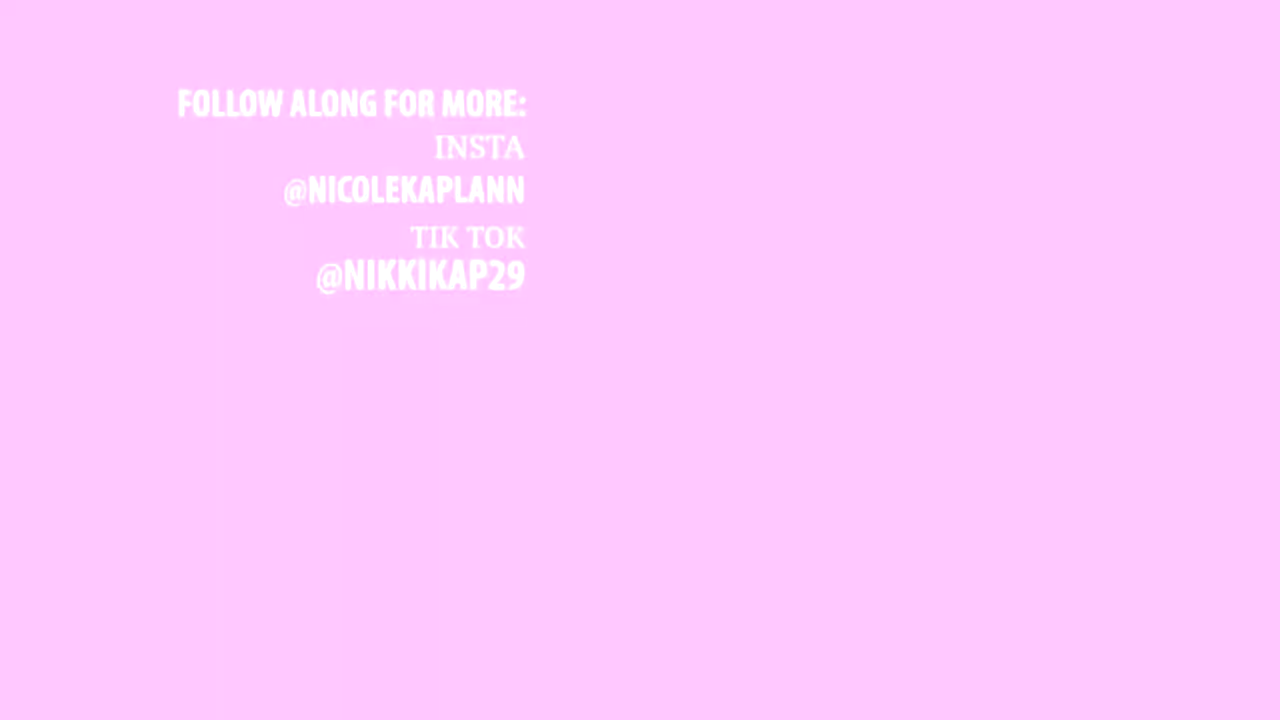 FOLLOW ALONG FOR MORE:
INSTA
@NICOLEKAPLANN
TIK TOK
@NIKKIKAP29